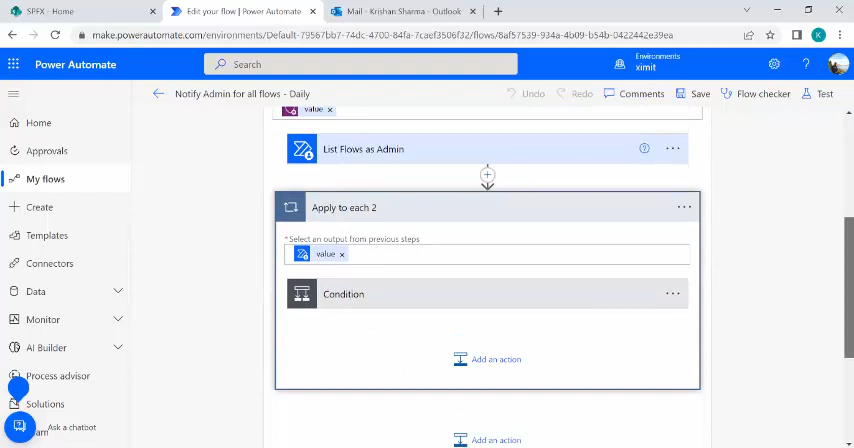 SPFX - Home
Edit your flow | Power Automate
Mail - Krishan Sharma - Outlook
make.powerautomate.com/environments/Default-79567bb7-74dc-4700-84fa-7caef3506f32/flows/8af57539-934a-4b09-b54b-0422442e39ea
K
Power Automate
Search
Environments
ximit
Notify Admin for all flows - Daily
Undo
Redo
Comments
Save
Flow checker
Test
Home
Approvals
My flows
Create
Templates
Connectors
Data
Monitor
AI Builder
Process advisor
Solutions
Ask a chatbot
value
List Flows as Admin
Apply to each 2
* Select an output from previous steps
value
Condition
Add an action
Add an action